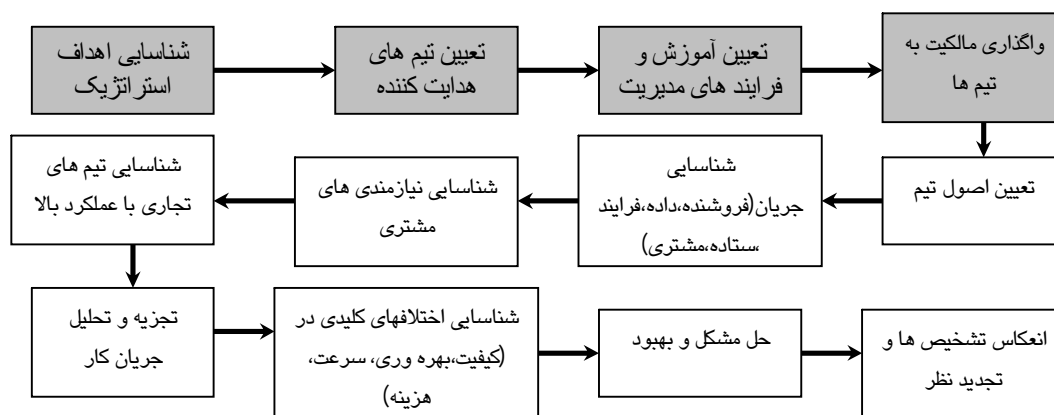 شناسایی اهداف
استراتژیک
تعیین تیم های
هدایت کننده
تعیین آموزش و
فرایند های مدیریت
واگذاری مالکیت به
تیم ها
تعیین اصول تیم
شناسایی
جریان(فروشنده،داده،فرایند
،ستاده،مشتری)
شناسایی نیازمندی های
مشتری
شناسایی تیم های
تجاری با عملکرد بالا
تجزیه و تحلیل
جریان کار
شناسایی اختلافهای کلیدی در
(کیفیت،بهره وری، سرعت،
هزینه)
حل مشکل و بهبود
انعکاس تشخیص ها و
تجدید نظر